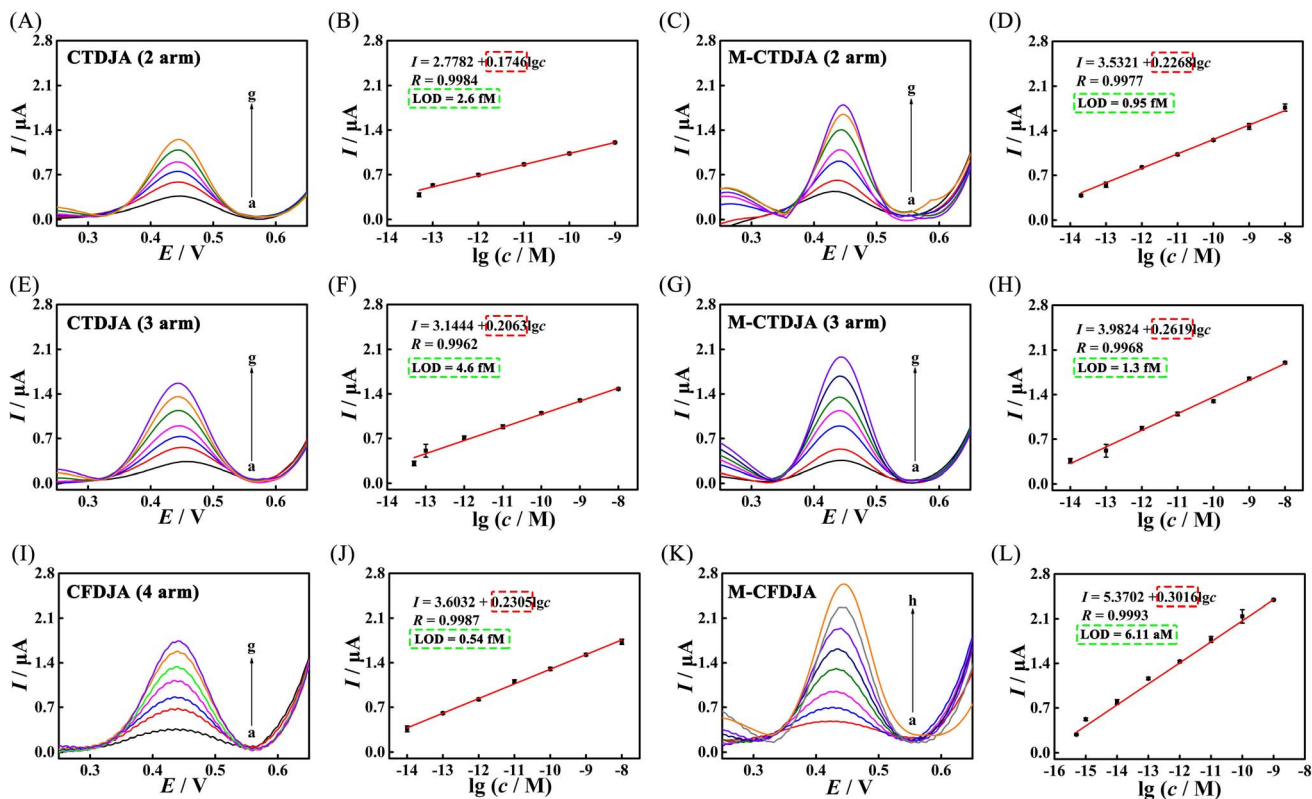 (A)
CTDJA (2 arm)
g
a
I / µA
2.8
2.1
1.4
0.7
0.0
0.3 0.4 0.5 0.6
E / V
(B)
I = 2.7782 +0.1746lgc
R = 0.9984
LOD = 2.6 fM
I / µA
2.8
2.1
1.4
0.7
0.0
-14 -13 -12 -11 -10 -9
lg (c / M)
(C)
M-CTDJA (2 arm)
g
a
I / µA
2.8
2.1
1.4
0.7
0.0
0.3 0.4 0.5 0.6
E / V
(D)
I = 3.5321 +0.2268lgc
R = 0.9977
LOD = 0.95 fM
I / µA
2.8
2.1
1.4
0.7
0.0
-14 -13 -12 -11 -10 -9 -8
lg (c / M)
(E)
CTDJA (3 arm)
g
a
I / µA
2.8
2.1
1.4
0.7
0.0
0.3 0.4 0.5 0.6
E / V
(F)
I = 3.1444 +0.2063lgc
R = 0.9962
LOD = 4.6 fM
I / µA
2.8
2.1
1.4
0.7
0.0
-14 -13 -12 -11 -10 -9 -8
lg (c / M)
(G)
M-CTDJA (3 arm)
g
a
I / µA
2.8
2.1
1.4
0.7
0.0
0.3 0.4 0.5 0.6
E / V
(H)
I = 3.9824 +0.2619lgc
R = 0.9968
LOD = 1.3 fM
I / µA
2.8
2.1
1.4
0.7
0.0
-14 -13 -12 -11 -10 -9 -8
lg (c / M)
(I)
CFDJA (4 arm)
g
a
I / µA
2.8
2.1
1.4
0.7
0.0
0.3 0.4 0.5 0.6
E / V
(J)
I = 3.6032 + 0.2305lgc
R = 0.9987
LOD = 0.54 fM
I / µA
2.8
2.1
1.4
0.7
0.0
-14 -13 -12 -11 -10 -9 -8
lg (c / M)
(K)
M-CFDJA
h
a
I / µA
2.8
2.1
1.4
0.7
0.0
0.3 0.4 0.5 0.6
E / V
(L)
I = 5.3702 +0.3016lgc
R = 0.9993
LOD = 6.11 aM
I / µA
2.8
2.1
1.4
0.7
0.0
-16 -15 -14 -13 -12 -11 -10 -9 -8
lg (c / M)